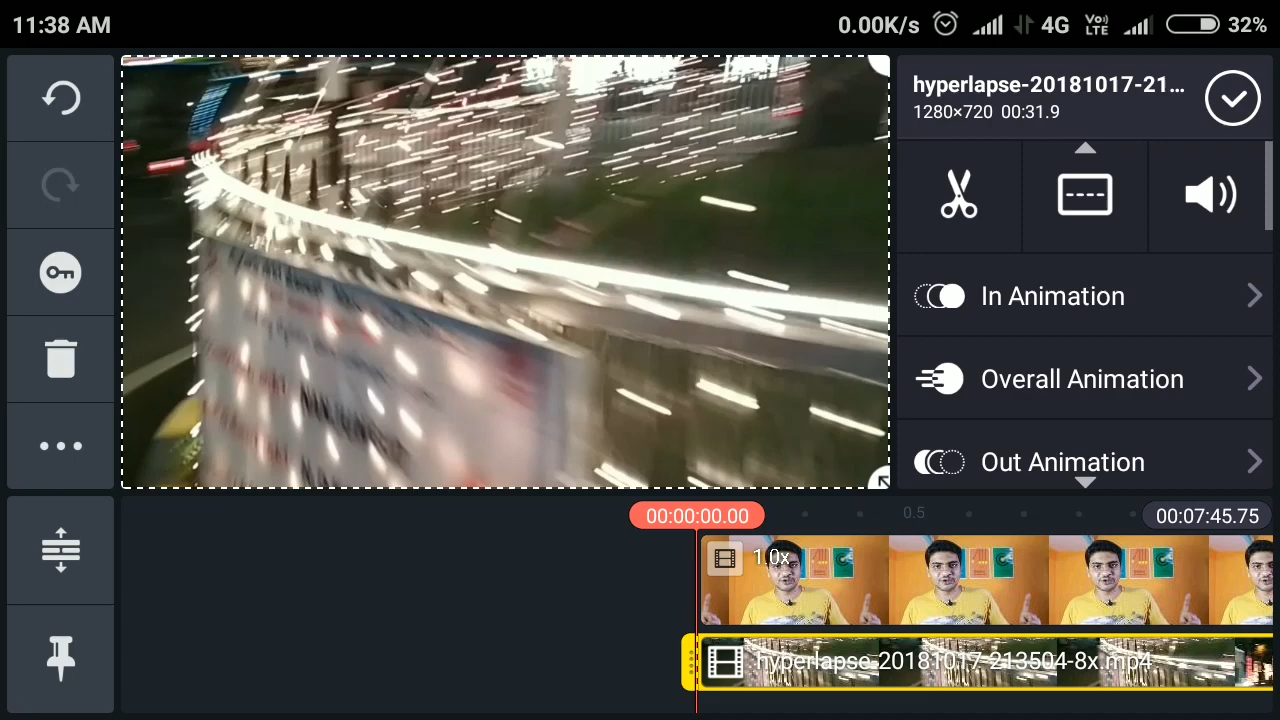 11:38 AM
0.00K/s 4G Vo)) LTE 32%
hyperlapse-20181017-21...
1280×720 00:31.9
In Animation
Overall Animation
Out Animation
00:00:00.00
0.5
00:07:45.75
1.0x
hyperlapse-20181017-213504-8x.mp4